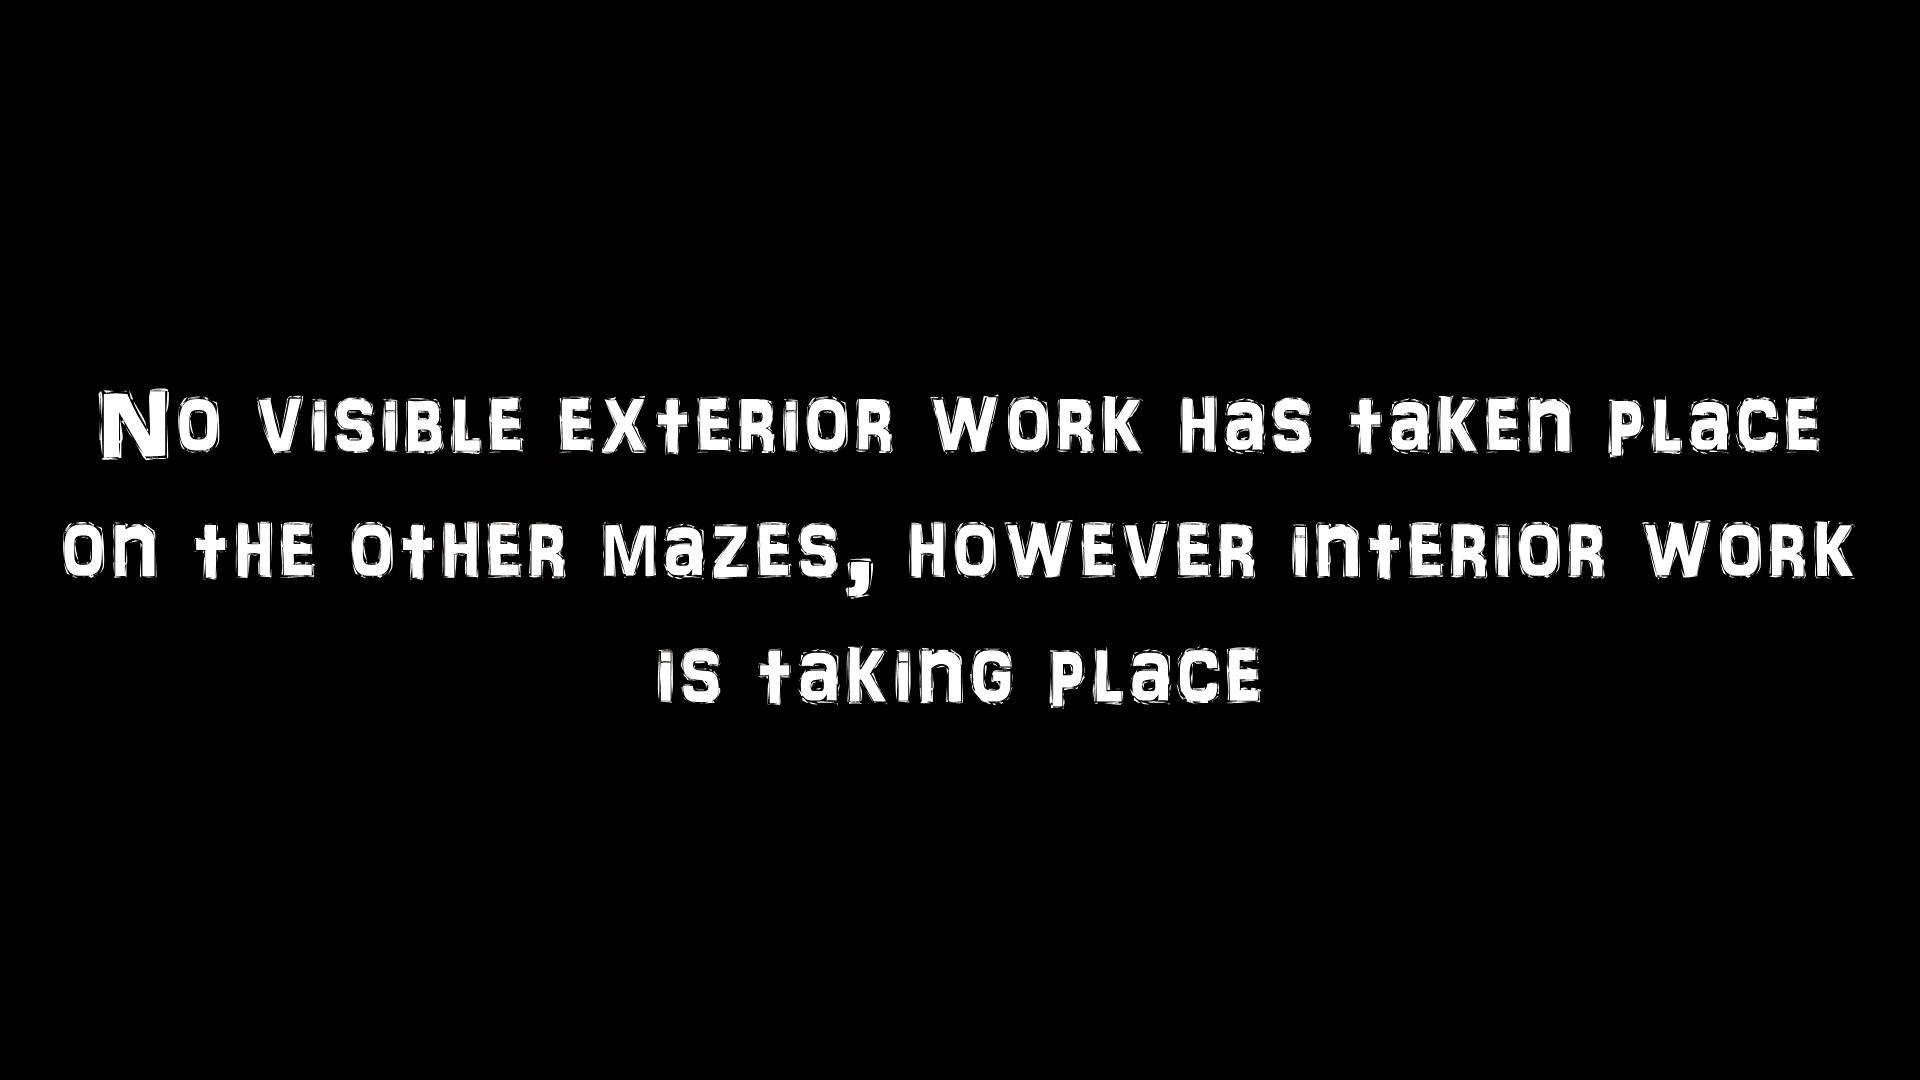 No visible exterior work has taken place
on the other mazes, however interior work
is taking place